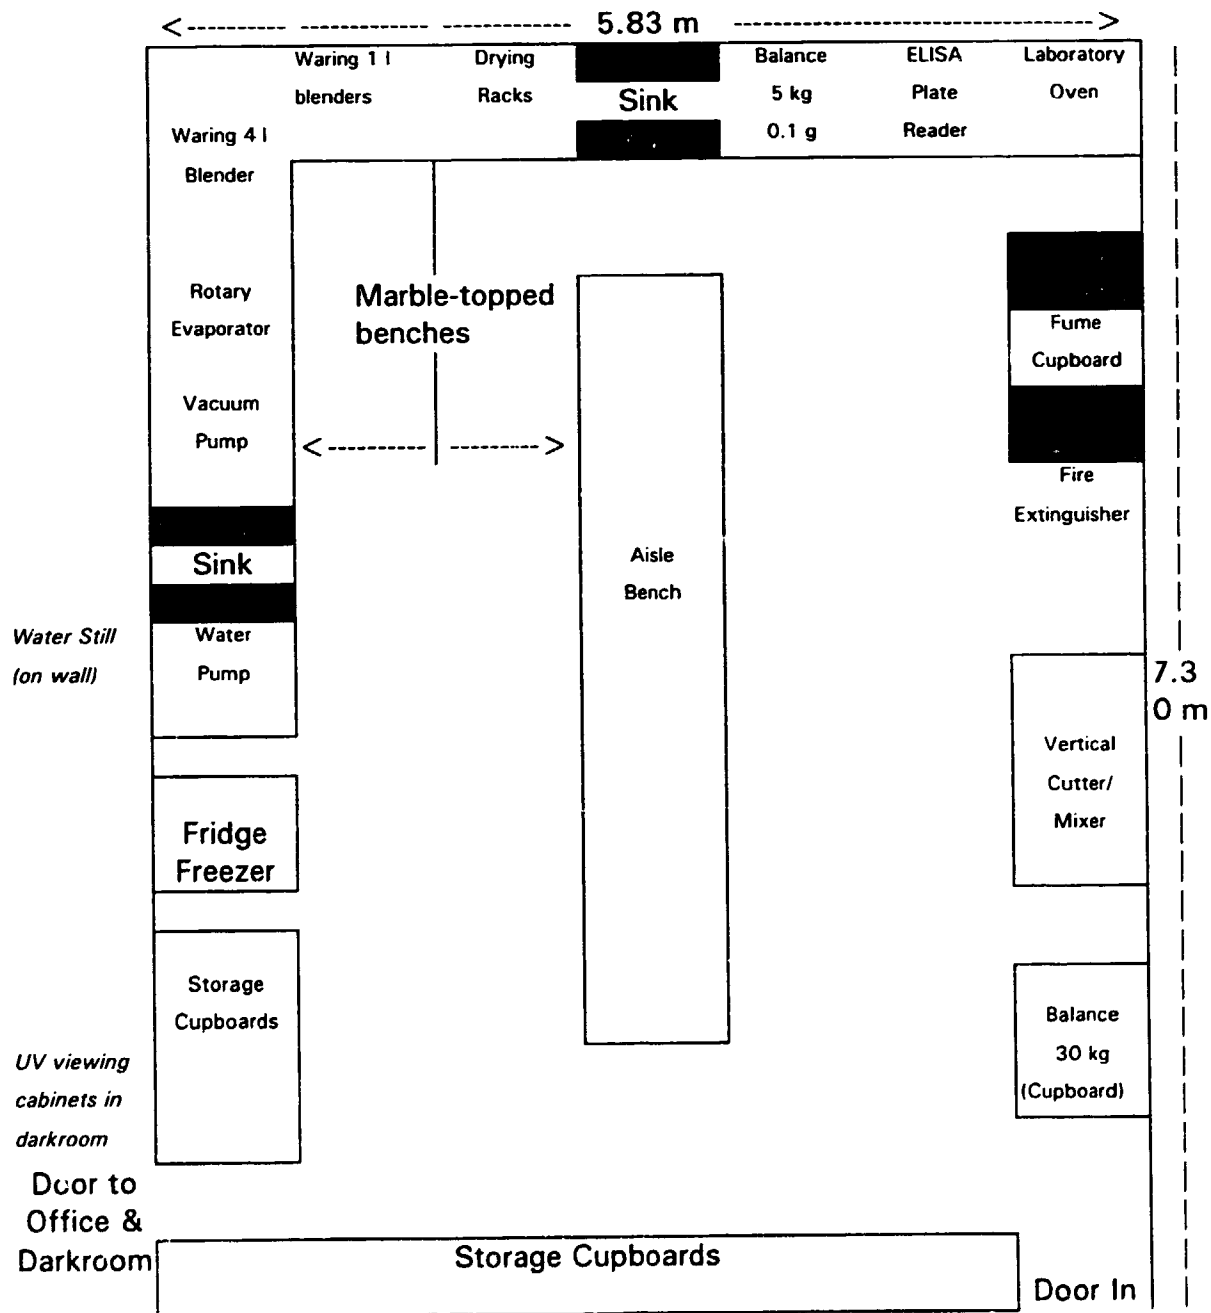 5.83 m
Waring 1 l
blenders
Drying
Racks
Sink
Balance
5 kg
0.1 g
ELISA
Plate
Reader
Laboratory
Oven
Waring 4 l
Blender
Rotary
Evaporator
Vacuum
Pump
Marble-topped
benches
Fume
Cupboard
Fire
Extinguisher
Sink
Aisle
Bench
Water Still
(on wall)
Water
Pump
7.3
0 m
Vertical
Cutter/
Mixer
Fridge
Freezer
Storage
Cupboards
Balance
30 kg
(Cupboard)
UV viewing
cabinets in
darkroom
Door to
Office &
Darkroom
Storage Cupboards
Door In